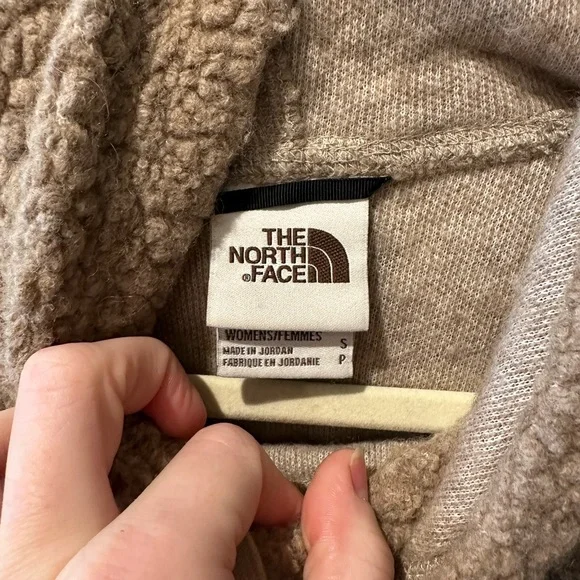 THE
NORTH
®FACE
WOMENS/FEMMES S
MADE IN JORDAN
FABRIQUE EN JORDANIE P